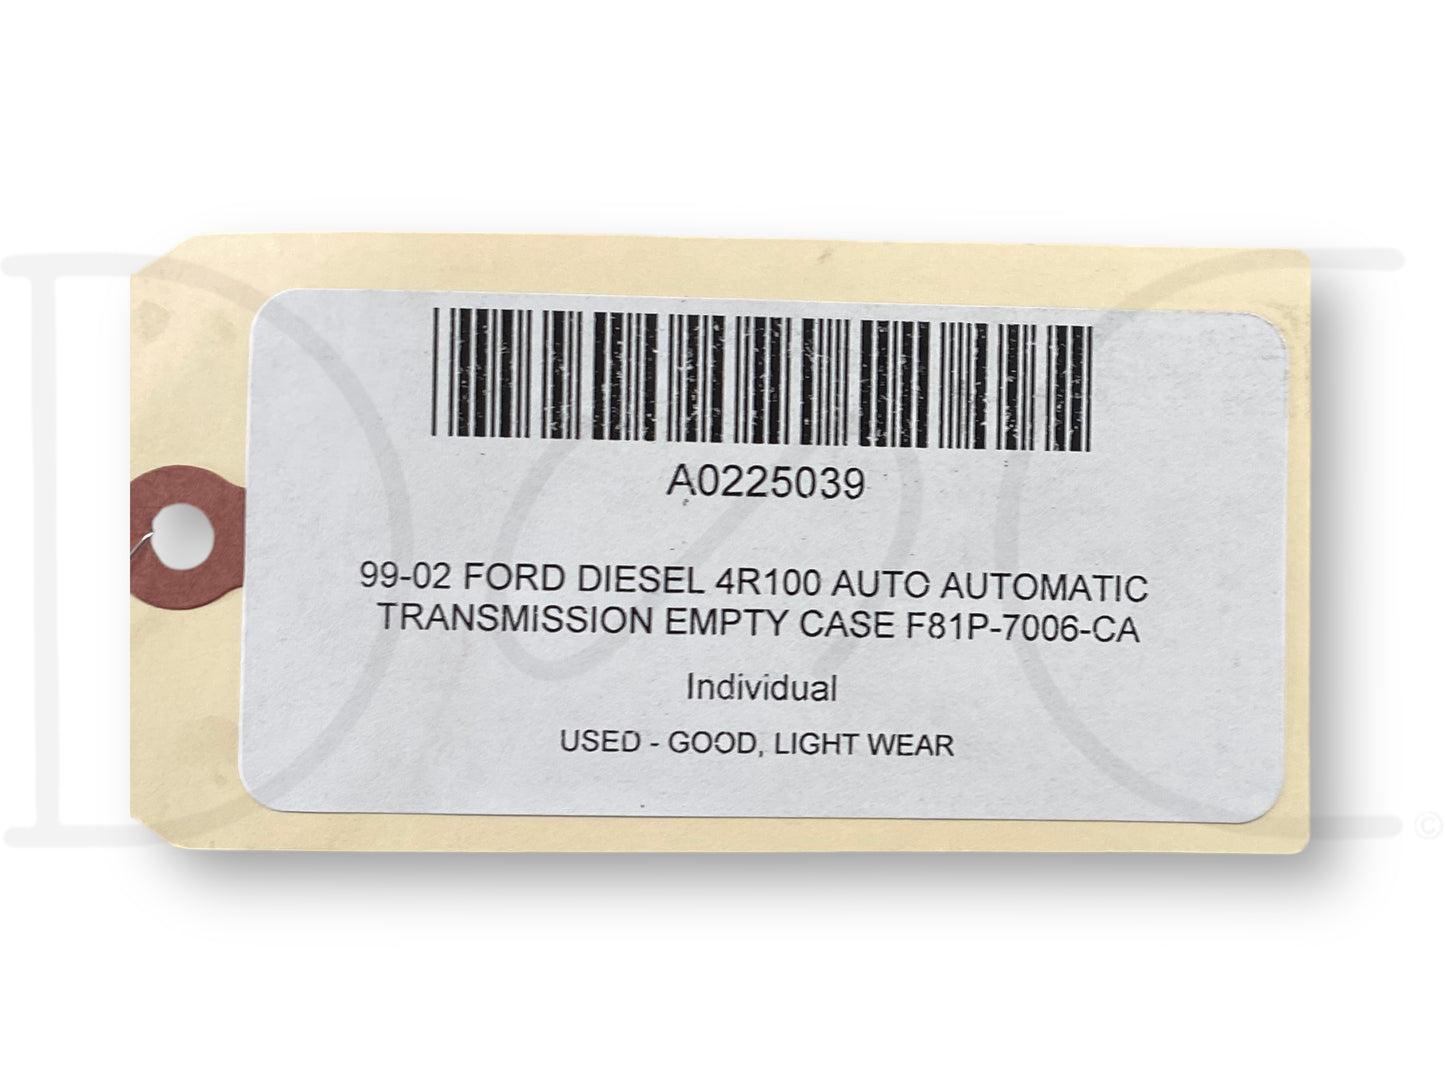 A0225039
99-02 FORD DIESEL 4R100 AUTO AUTOMATIC
TRANSMISSION EMPTY CASE F81P-7006-CA
Individual
USED - GOOD, LIGHT WEAR
©